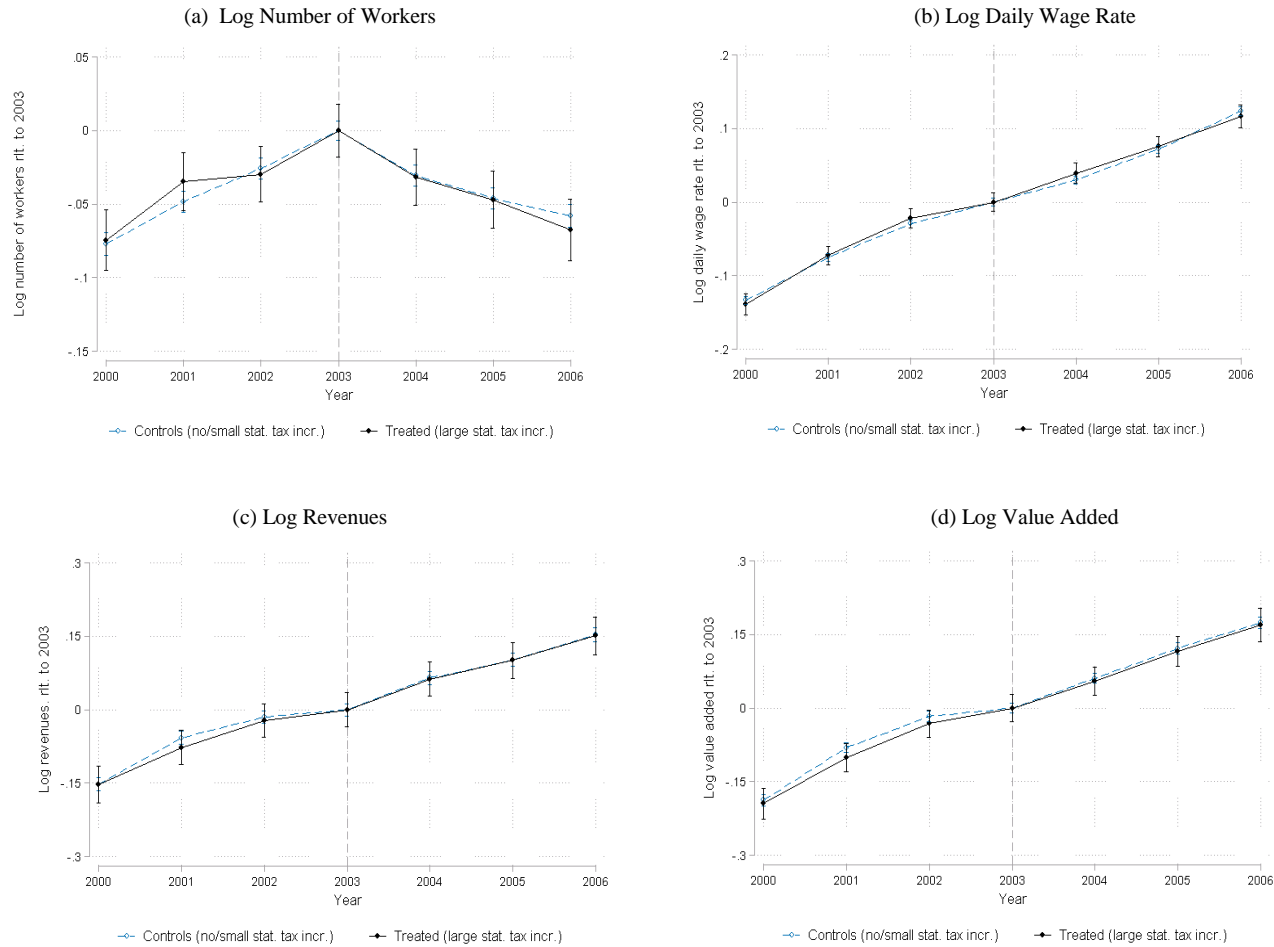 (a) Log Number of Workers
Log number of workers rlt. to 2003
.05
0
-.05
-.1
-.15
2000 2001 2002 2003 2004 2005 2006
Year
Controls (no/small stat. tax incr.) Treated (large stat. tax incr.)
(b) Log Daily Wage Rate
Log daily wage rate rlt. to 2003
.2
.1
0
-.1
-.2
2000 2001 2002 2003 2004 2005 2006
Year
Controls (no/small stat. tax incr.) Treated (large stat. tax incr.)
(c) Log Revenues
Log revenues. rlt. to 2003
.3
.15
0
-.15
-.3
2000 2001 2002 2003 2004 2005 2006
Year
Controls (no/small stat. tax incr.) Treated (large stat. tax incr.)
(d) Log Value Added
Log value added rlt. to 2003
.3
.15
0
-.15
-.3
2000 2001 2002 2003 2004 2005 2006
Year
Controls (no/small stat. tax incr.) Treated (large stat. tax incr.)